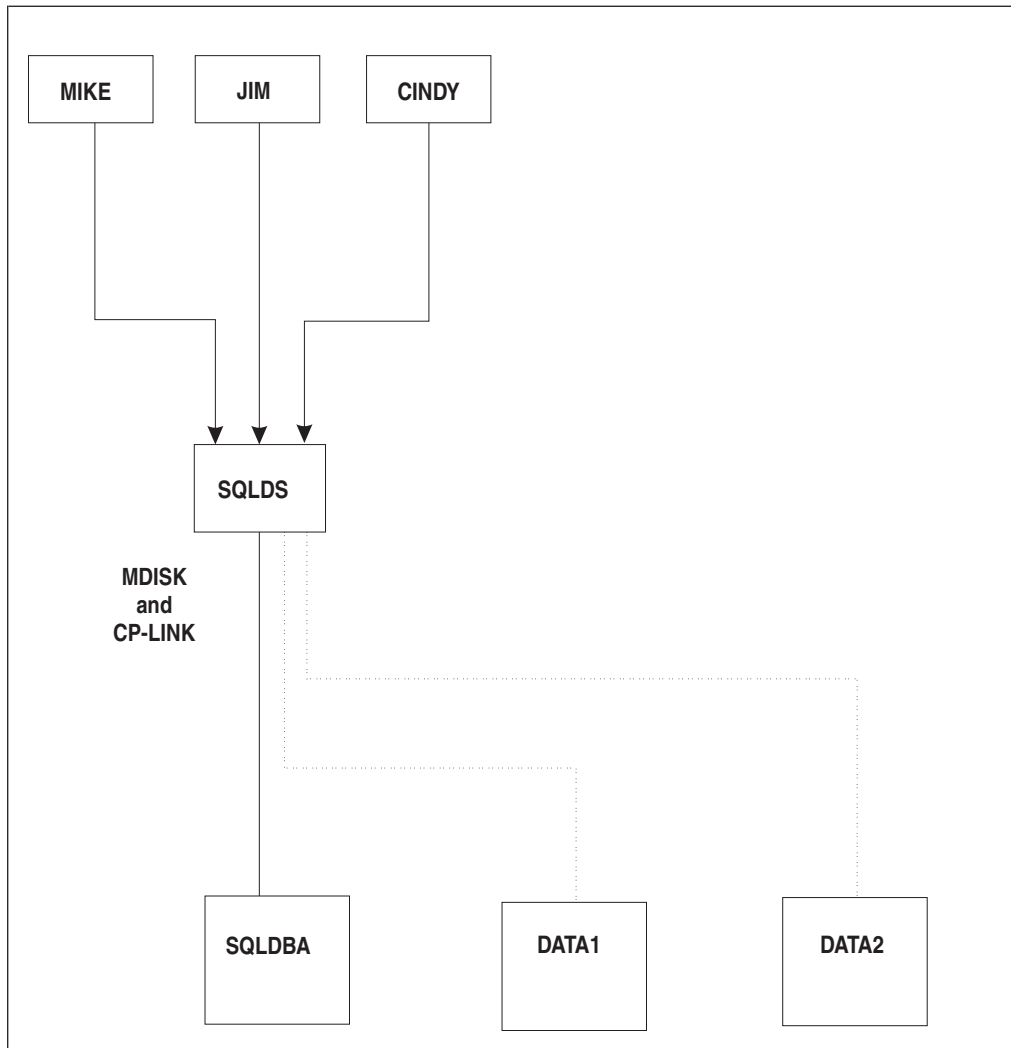 MIKE
JIM
CINDY
SQLDS
MDISK
and
CP-LINK
SQLDBA
DATA1
DATA2